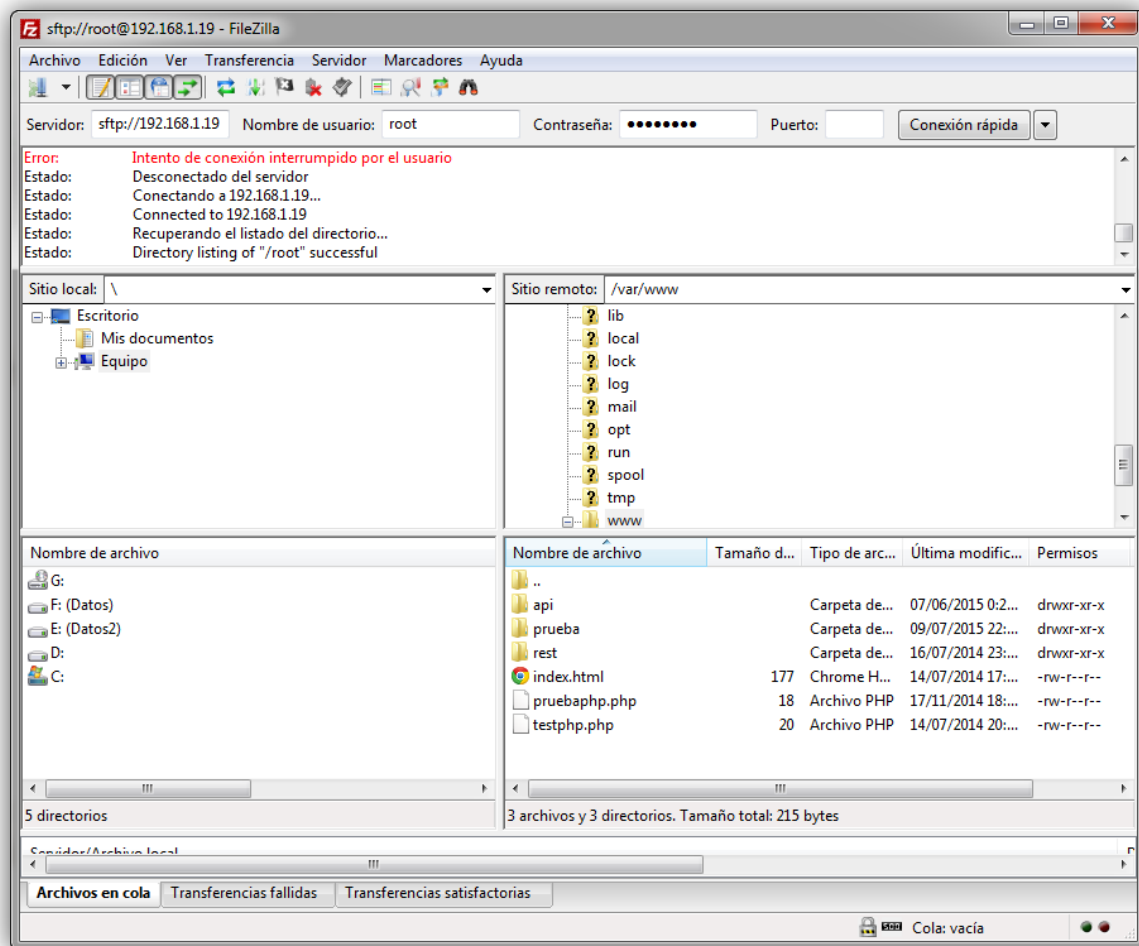 sftp://root@192.168.1.19 - FileZilla
Archivo Edición Ver Transferencia Servidor Marcadores Ayuda
Servidor: sftp://192.168.1.19 Nombre de usuario: root Contraseña: ●●●●●●●● Puerto: Conexión rápida
Error: Intento de conexión interrumpido por el usuario
Estado: Desconectado del servidor
Estado: Conectando a 192.168.1.19...
Estado: Connected to 192.168.1.19
Estado: Recuperando el listado del directorio...
Estado: Directory listing of "/root" successful
Sitio local: \
Escritorio
Mis documentos
Equipo
Sitio remoto: /var/www
lib
local
lock
log
mail
opt
run
spool
tmp
www
Nombre de archivo
G:
F: (Datos)
E: (Datos2)
D:
C:
5 directorios
Nombre de archivo Tamaño d... Tipo de arc... Última modific... Permisos
..
api Carpeta de... 07/06/2015 0:2... drwxr-xr-x
prueba Carpeta de... 09/07/2015 22:... drwxr-xr-x
rest Carpeta de... 16/07/2014 23:... drwxr-xr-x
index.html 177 Chrome H... 14/07/2014 17:... -rw-r--r--
pruebaphp.php 18 Archivo PHP 17/11/2014 18:... -rw-r--r--
testphp.php 20 Archivo PHP 14/07/2014 20:... -rw-r--r--
3 archivos y 3 directorios. Tamaño total: 215 bytes
Servidor/Archivo local
Archivos en cola Transferencias fallidas Transferencias satisfactorias
Cola: vacía